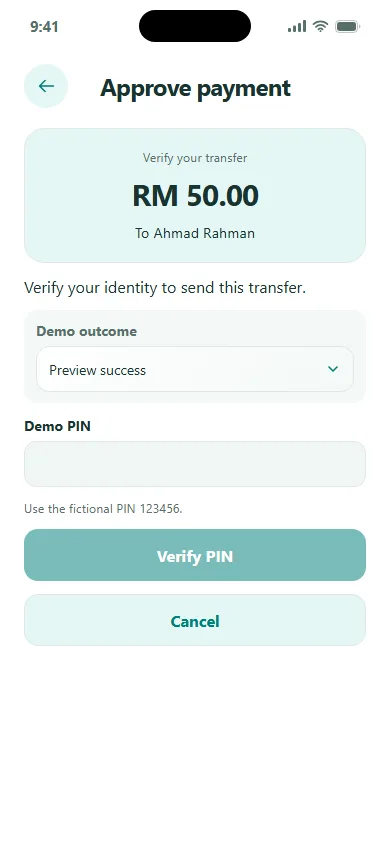 9:41
Approve payment
Verify your transfer
RM 50.00
To Ahmad Rahman
Verify your identity to send this transfer.
Demo outcome
Preview success
Demo PIN
Use the fictional PIN 123456.
Verify PIN
Cancel